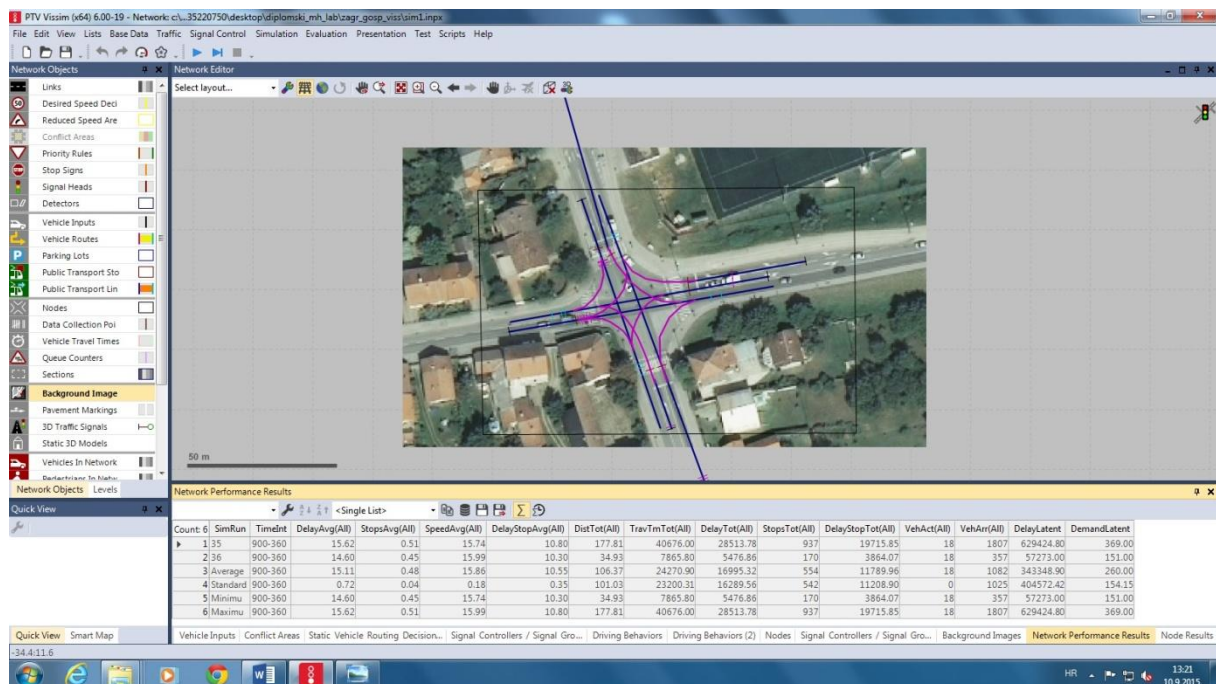 PTV Vissim (x64) 6.00-19 - Network: c:\...35220750\desktop\diplomski_mh_lab\zagr_gosp_viss\sim1.inpx
File Edit View Lists Base Data Traffic Signal Control Simulation Evaluation Presentation Test Scripts Help
Network Objects
Network Editor
Links
Select layout...
Desired Speed Deci
Reduced Speed Are
Conflict Areas
Priority Rules
Stop Signs
Signal Heads
Detectors
Vehicle Inputs
Vehicle Routes
Parking Lots
Public Transport Sto
Public Transport Lin
Nodes
Data Collection Poi
Vehicle Travel Times
Queue Counters
Sections
Background Image
Pavement Markings
3D Traffic Signals
Static 3D Models
Vehicles In Network
50 m
Network Objects Levels
Network Performance Results
Quick View
<Single List>
Count: 6 SimRun TimeInt DelayAvg(All) StopsAvg(All) SpeedAvg(All) DelayStopAvg(All) DistTot(All) TravTmTot(All) DelayTot(All) StopsTot(All) DelayStopTot(All) VehAct(All) VehArr(All) DelayLatent DemandLatent
1 35 900-360 15.62 0.51 15.74 10.80 177.81 40676.00 28513.78 937 19715.85 18 1807 629424.80 369.00
2 36 900-360 14.60 0.45 15.99 10.30 34.93 7865.80 5476.86 170 3864.07 18 357 57273.00 151.00
3 Average 900-360 15.11 0.48 15.86 10.55 106.37 24270.90 16995.32 554 11789.96 18 1082 343348.90 260.00
4 Standard 900-360 0.72 0.04 0.18 0.35 101.03 23200.31 16289.56 542 11208.90 0 1025 404572.42 154.15
5 Minimu 900-360 14.60 0.45 15.74 10.30 34.93 7865.80 5476.86 170 3864.07 18 357 57273.00 151.00
6 Maximu 900-360 15.62 0.51 15.99 10.80 177.81 40676.00 28513.78 937 19715.85 18 1807 629424.80 369.00
Quick View Smart Map
Vehicle Inputs Conflict Areas Static Vehicle Routing Decision... Signal Controllers / Signal Gro... Driving Behaviors Driving Behaviors (2) Nodes Signal Controllers / Signal Gro... Background Images Network Performance Results Node Results
-34.4:11.6
HR
13:21
10.9.2015